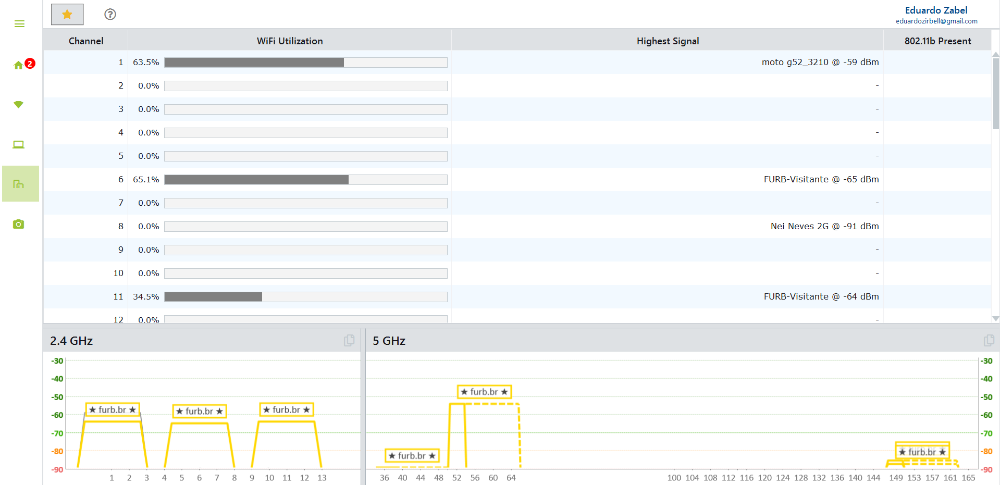 Eduardo Zabel
eduardozirbell@gmail.com
2
Channel WiFi Utilization Highest Signal 802.11b Present
1 63.5% moto g52_3210 @ -59 dBm
2 0.0% -
3 0.0% -
4 0.0% -
5 0.0% -
6 65.1% FURB-Visitante @ -65 dBm
7 0.0% -
8 0.0% Nei Neves 2G @ -91 dBm
9 0.0% -
10 0.0% -
11 34.5% FURB-Visitante @ -64 dBm
12 0.0% -
2.4 GHz
-30
-40
-50
-60
-70
-80
-90
★ furb.br ★ ★ furb.br ★ ★ furb.br ★
1 2 3 4 5 6 7 8 9 10 11 12 13
5 GHz
★ furb.br ★
★ furb.br ★
★ furb.br ★
-30
-40
-50
-60
-70
-80
-90
36 40 44 48 52 56 60 64 100 104 108 112 116 120 124 128 132 136 140 144 149 153 157 161 165